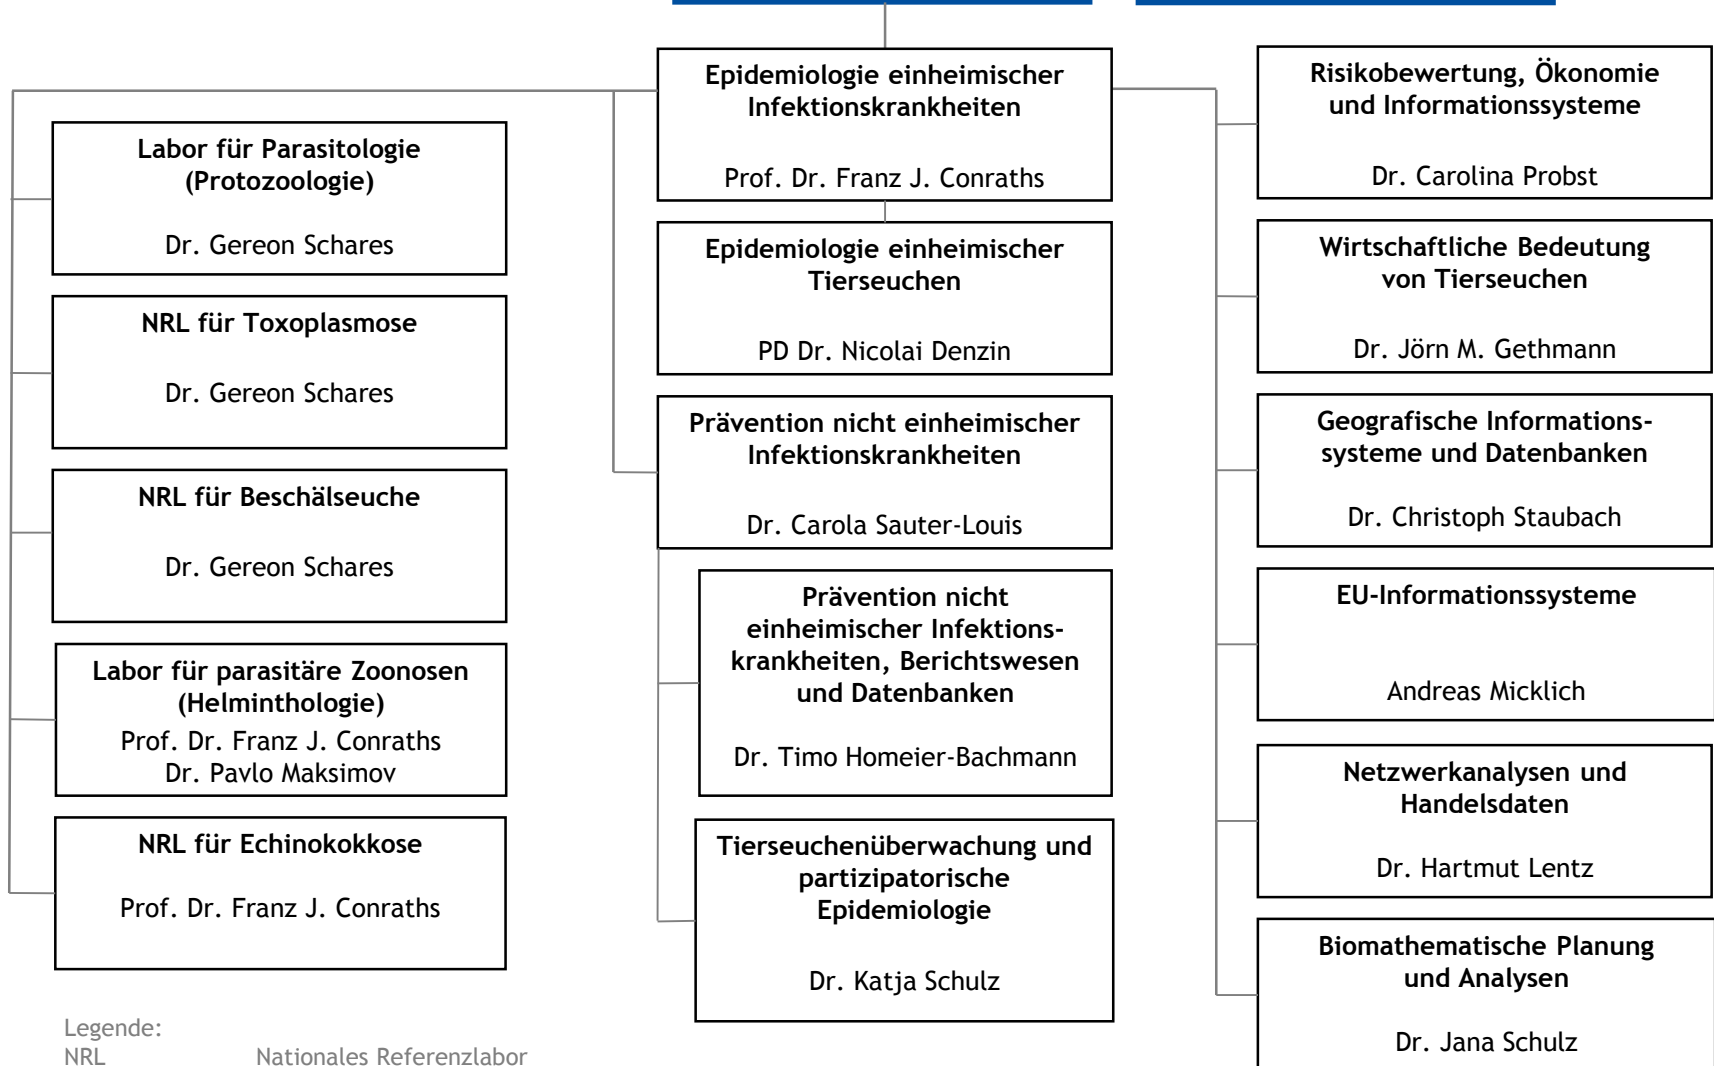 Labor für Parasitologie
(Protozoologie)
Dr. Gereon Schares
NRL für Toxoplasmose
Dr. Gereon Schares
NRL für Beschälseuche
Dr. Gereon Schares
Labor für parasitäre Zoonosen
(Helminthologie)
Prof. Dr. Franz J. Conraths
Dr. Pavlo Maksimov
NRL für Echinokokkose
Prof. Dr. Franz J. Conraths
Epidemiologie einheimischer
Infektionskrankheiten
Prof. Dr. Franz J. Conraths
Epidemiologie einheimischer
Tierseuchen
PD Dr. Nicolai Denzin
Prävention nicht einheimischer
Infektionskrankheiten
Dr. Carola Sauter-Louis
Prävention nicht
einheimischer Infektions-
krankheiten, Berichtswesen
und Datenbanken
Dr. Timo Homeier-Bachmann
Tierseuchenüberwachung und
partizipatorische
Epidemiologie
Dr. Katja Schulz
Risikobewertung, Ökonomie
und Informationssysteme
Dr. Carolina Probst
Wirtschaftliche Bedeutung
von Tierseuchen
Dr. Jörn M. Gethmann
Geografische Informations-
systeme und Datenbanken
Dr. Christoph Staubach
EU-Informationssysteme
Andreas Micklich
Netzwerkanalysen und
Handelsdaten
Dr. Hartmut Lentz
Biomathematische Planung
und Analysen
Dr. Jana Schulz
Legende:
NRL Nationales Referenzlabor